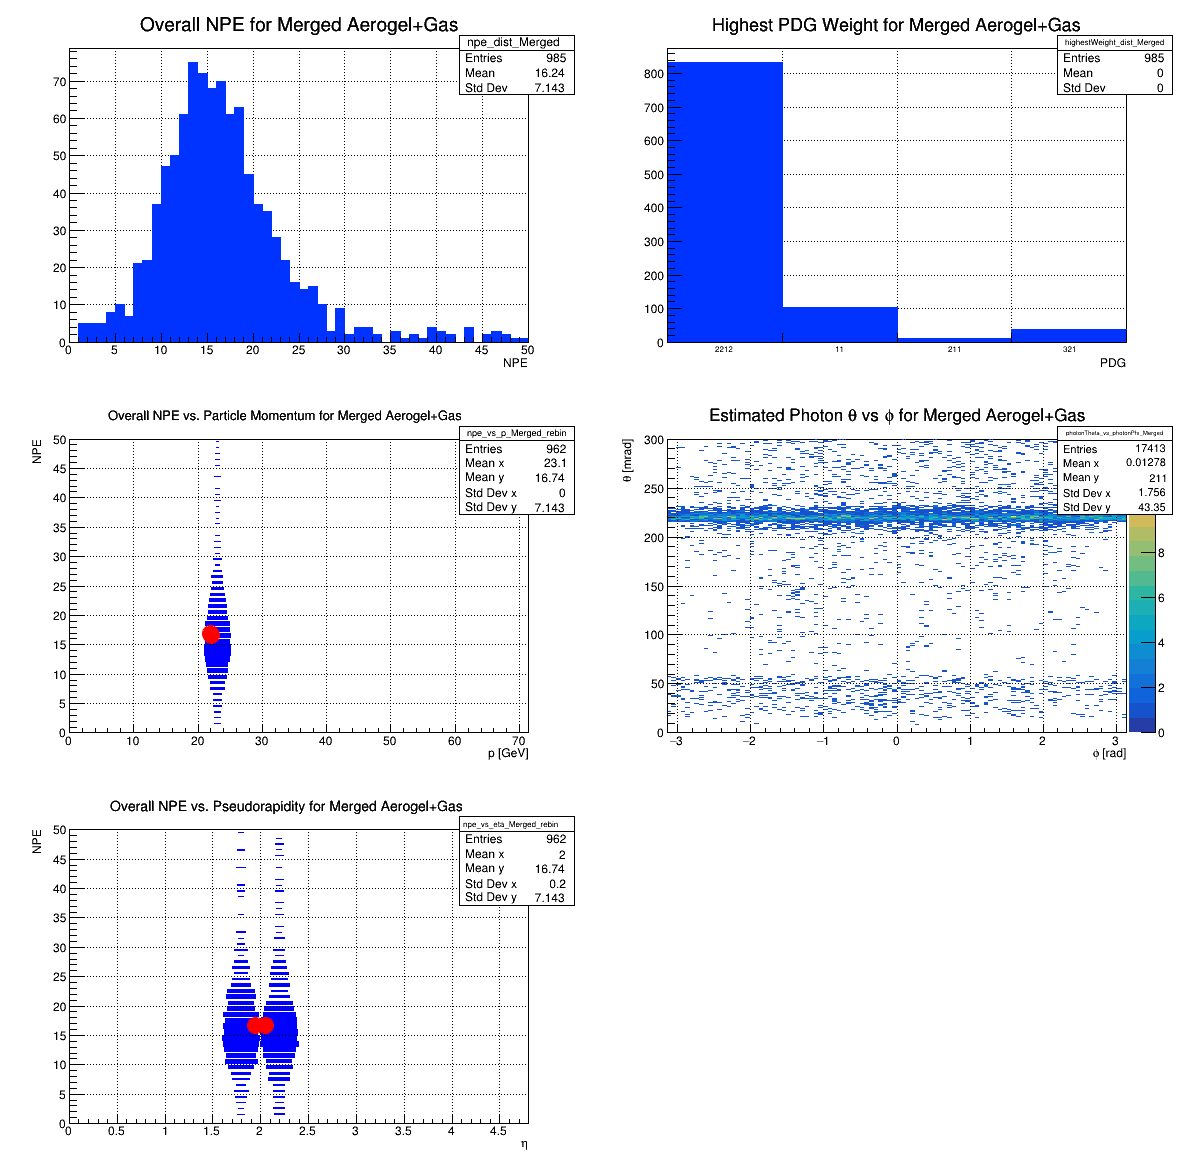 Overall NPE for Merged Aerogel+Gas
npe_dist_Merged
Entries 985
Mean 16.24
Std Dev 7.143
70
60
50
40
30
20
10
0
0 5 10 15 20 25 30 35 40 45 50
NPE
Highest PDG Weight for Merged Aerogel+Gas
highestWeight_dist_Merged
Entries 985
Mean 0
Std Dev 0
800
700
600
500
400
300
200
100
0
2212 11 211 321
PDG
Overall NPE vs. Particle Momentum for Merged Aerogel+Gas
NPE
npe_vs_p_Merged_rebin
Entries 962
Mean x 23.1
Mean y 16.74
Std Dev x 0
Std Dev y 7.143
50
45
40
35
30
25
20
15
10
5
0
0 10 20 30 40 50 60 70
p [GeV]
Estimated Photon θ vs ϕ for Merged Aerogel+Gas
θ [mrad]
photonTheta_vs_photonPhi_Merged
Entries 17413
Mean x 0.01278
Mean y 211
Std Dev x 1.756
Std Dev y 43.35
300
250
200
150
100
50
0
−3 −2 −1 0 1 2 3
ϕ [rad]
8
6
4
2
0
Overall NPE vs. Pseudorapidity for Merged Aerogel+Gas
NPE
npe_vs_eta_Merged_rebin
Entries 962
Mean x 2
Mean y 16.74
Std Dev x 0.2
Std Dev y 7.143
50
45
40
35
30
25
20
15
10
5
0
0 0.5 1 1.5 2 2.5 3 3.5 4 4.5
η